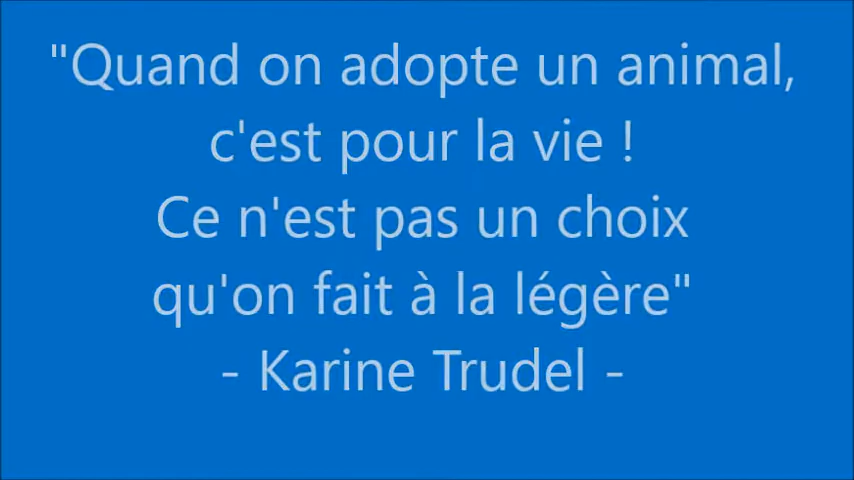 "Quand on adopte un animal,
c'est pour la vie !
Ce n'est pas un choix
qu'on fait à la légère"
- Karine Trudel -